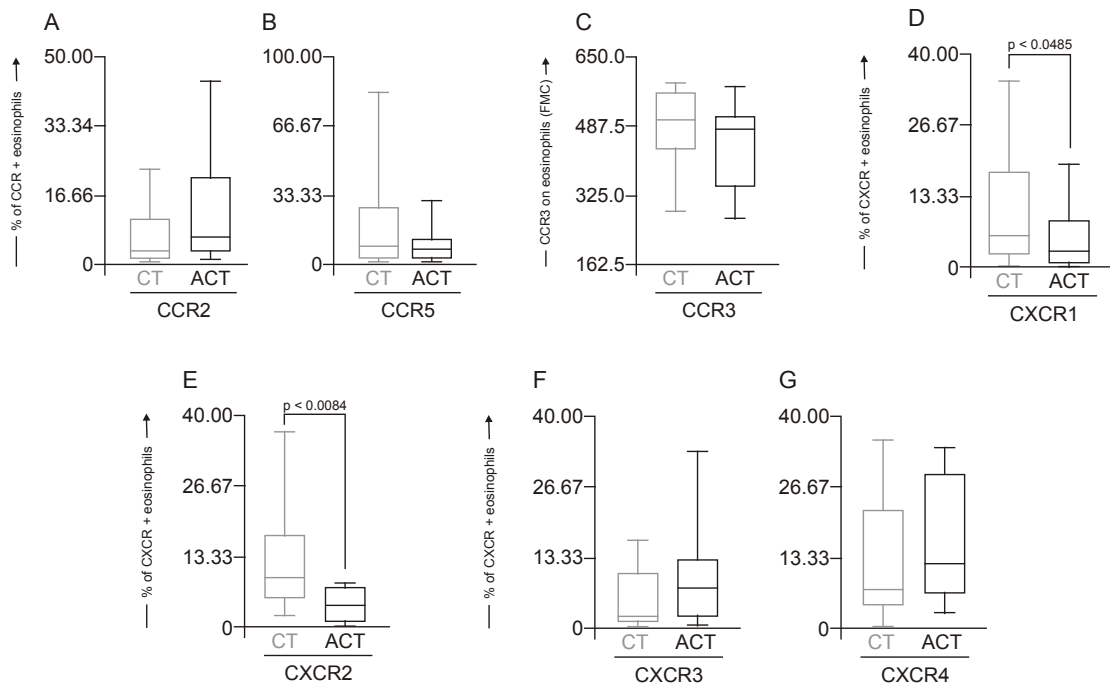 A
% of CCR + eosinophils
50.00
33.34
16.66
0
CT ACT
CCR2
B
100.00
66.67
33.33
0
CT ACT
CCR5
C
CCR3 on eosinophils (FMC)
650.0
487.5
325.0
162.5
CT ACT
CCR3
D
% of CXCR + eosinophils
p < 0.0485
40.00
26.67
13.33
0
CT ACT
CXCR1
E
% of CXCR + eosinophils
p < 0.0084
40.00
26.67
13.33
0
CT ACT
CXCR2
F
% of CXCR + eosinophils
40.00
26.67
13.33
0
CT ACT
CXCR3
G
40.00
26.67
13.33
0
CT ACT
CXCR4